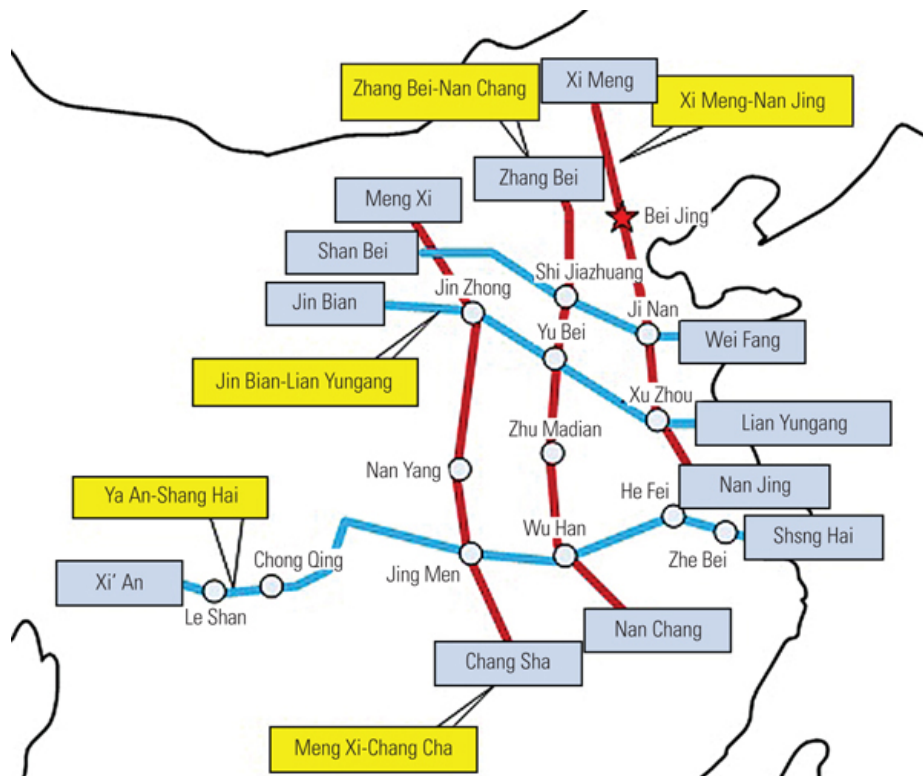 Zhang Bei-Nan Chang
Xi Meng
Xi Meng-Nan Jing
Zhang Bei
Meng Xi
Bei Jing
Shan Bei
Shi Jiazhuang
Jin Zhong
Jin Bian
Ji Nan
Yu Bei
Wei Fang
Jin Bian-Lian Yungang
Xu Zhou
Lian Yungang
Zhu Madian
Nan Yang
He Fei
Nan Jing
Ya An-Shang Hai
Wu Han
Shsng Hai
Chong Qing
Zhe Bei
Jing Men
Xi' An
Le Shan
Nan Chang
Chang Sha
Meng Xi-Chang Cha